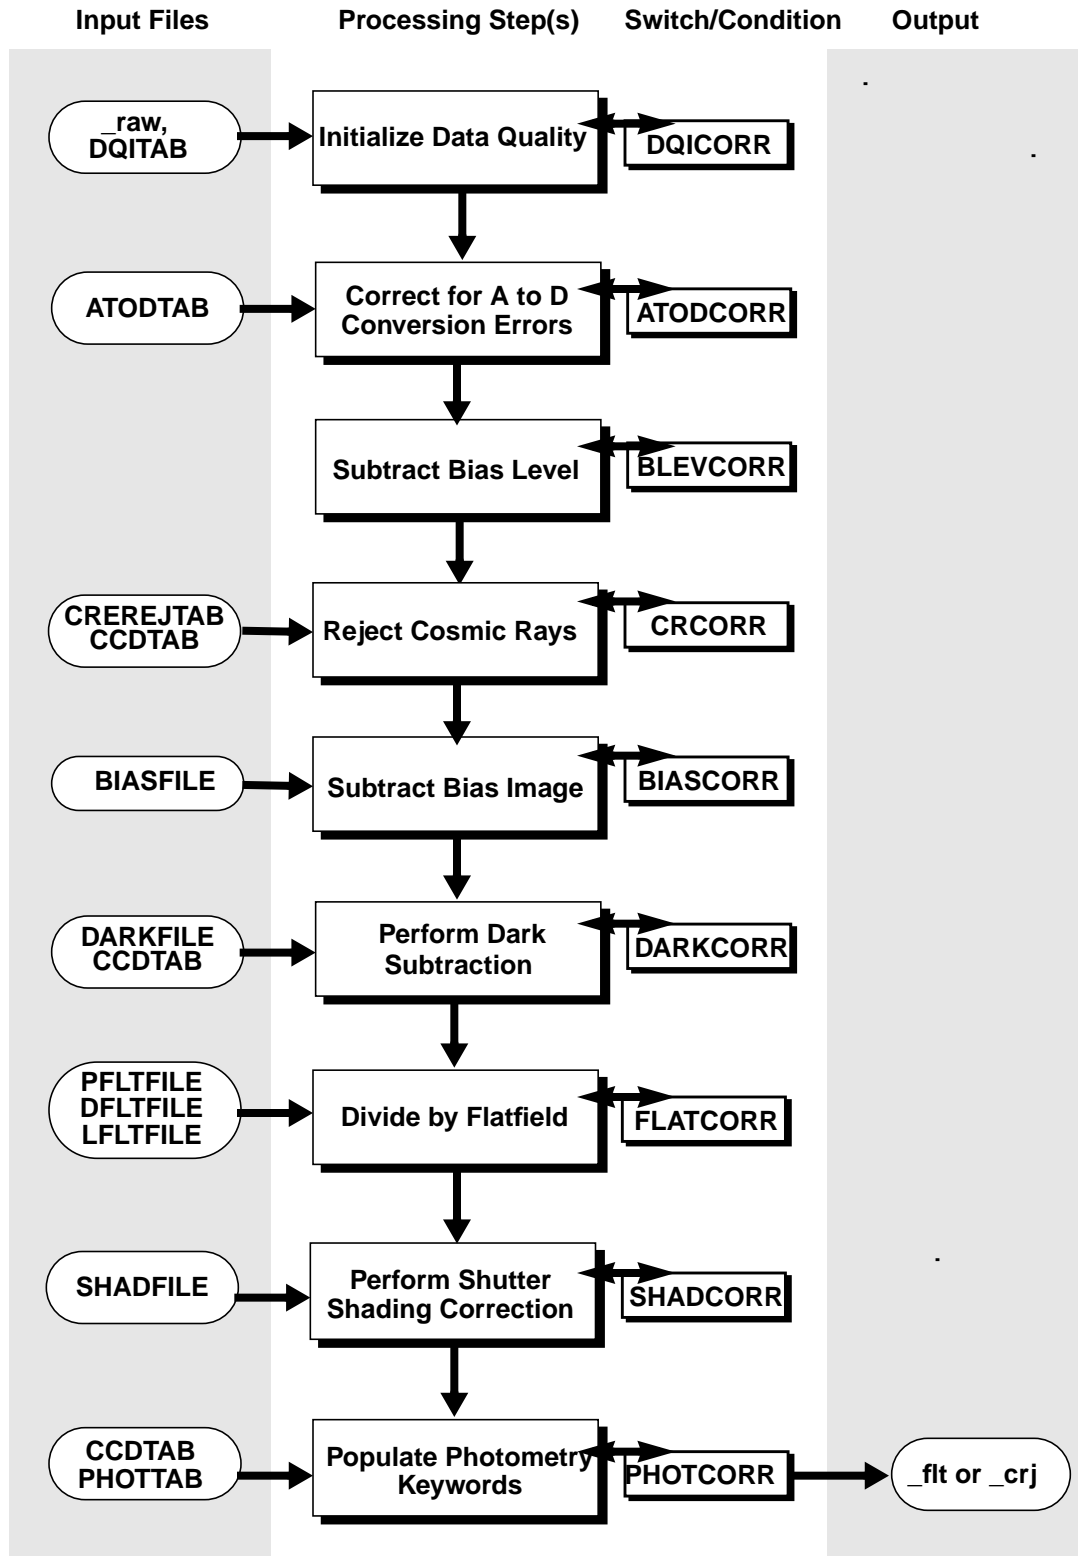 Input Files Processing Step(s) Switch/Condition Output
_raw,
DQITAB
Initialize Data Quality
DQICORR
ATODTAB
Correct for A to D
Conversion Errors
ATODCORR
Subtract Bias Level
BLEVCORR
CREREJTAB
CCDTAB
Reject Cosmic Rays
CRCORR
BIASFILE
Subtract Bias Image
BIASCORR
DARKFILE
CCDTAB
Perform Dark
Subtraction
DARKCORR
PFLTFILE
DFLTFILE
LFLTFILE
Divide by Flatfield
FLATCORR
SHADFILE
Perform Shutter
Shading Correction
SHADCORR
CCDTAB
PHOTTAB
Populate Photometry
Keywords
PHOTCORR
_flt or _crj